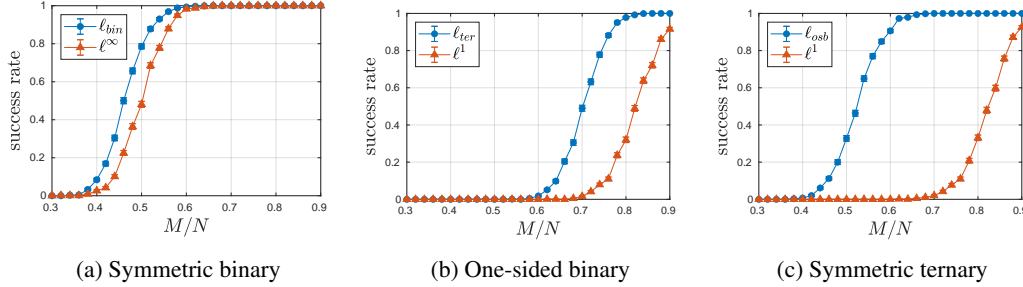 1
0.8
0.6
0.4
0.2
0
0.3 0.4 0.5 0.6 0.7 0.8 0.9
success rate
M/N
ℓ_bin
ℓ^∞
(a) Symmetric binary
1
0.8
0.6
0.4
0.2
0
0.3 0.4 0.5 0.6 0.7 0.8 0.9
success rate
M/N
ℓ_ter
ℓ^1
(b) One-sided binary
1
0.8
0.6
0.4
0.2
0
0.3 0.4 0.5 0.6 0.7 0.8 0.9
success rate
M/N
ℓ_osb
ℓ^1
(c) Symmetric ternary